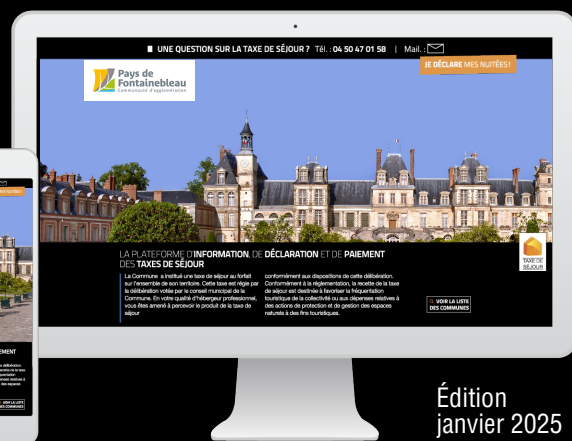 UNE QUESTION SUR LA TAXE DE SÉJOUR ? Tél. : 04 50 47 01 58 | Mail. :
JE DÉCLARE MES NUITÉES !
Pays de
Fontainebleau
Communauté d'agglomération
LA PLATEFORME D'INFORMATION, DE DÉCLARATION ET DE PAIEMENT
DES TAXES DE SÉJOUR
La Commune a institué une taxe de séjour au forfait
sur l'ensemble de son territoire. Cette taxe est régie par
la délibération votée par le conseil municipal de la
Commune. En votre qualité d'hébergeur professionnel,
vous êtes amené à percevoir le produit de la taxe de
séjour
conformément aux dispositions de cette délibération.
Conformément à la réglementation, la recette de la taxe
de séjour est destinée à favoriser la fréquentation
touristique de la collectivité ou aux dépenses relatives à
des actions de protection et de gestion des espaces
naturels à des fins touristiques.
TAXE DE
SÉJOUR
VOIR LA LISTE
DES COMMUNES
VOIR LA LISTE
DES COMMUNES
Édition
janvier 2025